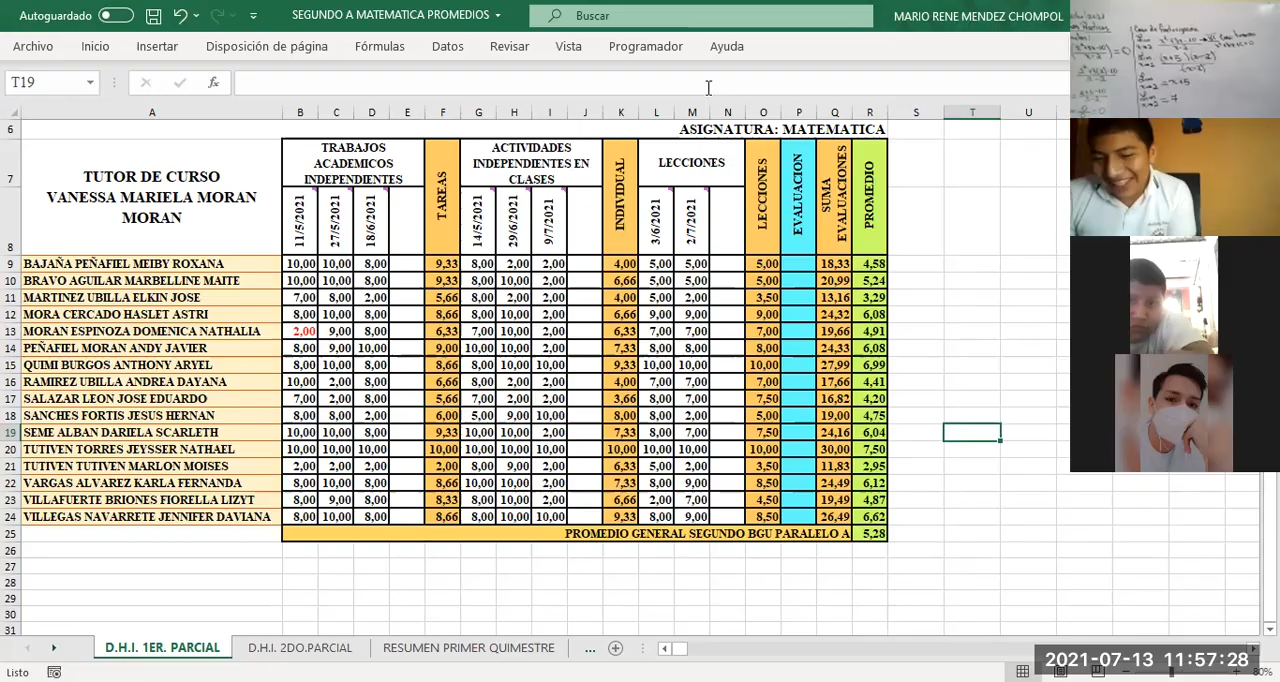 Autoguardado SEGUNDO A MATEMATICA PROMEDIOS Buscar MARIO RENE MENDEZ CHOMPOL
Archivo Inicio Insertar Disposición de página Fórmulas Datos Revisar Vista Programador Ayuda
T19 fx
A B C D E F G H I J K L M N O P Q R S T U
6 ASIGNATURA: MATEMATICA
7
8
TUTOR DE CURSO
VANESSA MARIELA MORAN
MORAN
TRABAJOS
ACADEMICOS
INDEPENDIENTES
11/5/2021 27/5/2021 18/6/2021
TAREAS
ACTIVIDADES
INDEPENDIENTES EN
CLASES
14/5/2021 29/6/2021 9/7/2021
INDIVIDUAL
LECCIONES
3/6/2021 2/7/2021
LECCIONES
EVALUACION
SUMA
EVALUACIONES
PROMEDIO
9 BAJAÑA PEÑAFIEL MEIBY ROXANA 10,00 10,00 8,00 9,33 8,00 2,00 2,00 4,00 5,00 5,00 5,00 18,33 4,58
10 BRAVO AGUILAR MARBELLINE MAITE 10,00 10,00 8,00 9,33 8,00 10,00 2,00 6,66 5,00 5,00 5,00 20,99 5,24
11 MARTINEZ UBILLA ELKIN JOSE 7,00 8,00 2,00 5,66 8,00 2,00 2,00 4,00 5,00 2,00 3,50 13,16 3,29
12 MORA CERCADO HASLET ASTRI 8,00 10,00 8,00 8,66 8,00 10,00 2,00 6,66 9,00 9,00 9,00 24,32 6,08
13 MORAN ESPINOZA DOMENICA NATHALIA 2,00 9,00 8,00 6,33 7,00 10,00 2,00 6,33 7,00 7,00 7,00 19,66 4,91
14 PEÑAFIEL MORAN ANDY JAVIER 8,00 9,00 10,00 9,00 10,00 10,00 2,00 7,33 8,00 8,00 8,00 24,33 6,08
15 QUIMI BURGOS ANTHONY ARYEL 8,00 10,00 8,00 8,66 8,00 10,00 10,00 9,33 10,00 10,00 10,00 27,99 6,99
16 RAMIREZ UBILLA ANDREA DAYANA 10,00 2,00 8,00 6,66 8,00 2,00 2,00 4,00 7,00 7,00 7,00 17,66 4,41
17 SALAZAR LEON JOSE EDUARDO 7,00 2,00 8,00 5,66 7,00 2,00 2,00 3,66 8,00 7,00 7,50 16,82 4,20
18 SANCHES FORTIS JESUS HERNAN 8,00 8,00 2,00 6,00 5,00 9,00 10,00 8,00 8,00 2,00 5,00 19,00 4,75
19 SEME ALBAN DARIELA SCARLETH 10,00 10,00 8,00 9,33 10,00 10,00 2,00 7,33 8,00 7,00 7,50 24,16 6,04
20 TUTIVEN TORRES JEYSSER NATHAEL 10,00 10,00 10,00 10,00 10,00 10,00 10,00 10,00 10,00 10,00 10,00 30,00 7,50
21 TUTIVEN TUTIVEN MARLON MOISES 2,00 2,00 2,00 2,00 8,00 9,00 2,00 6,33 5,00 2,00 3,50 11,83 2,95
22 VARGAS ALVAREZ KARLA FERNANDA 8,00 10,00 8,00 8,66 10,00 10,00 2,00 7,33 8,00 9,00 8,50 24,49 6,12
23 VILLAFUERTE BRIONES FIORELLA LIZYT 8,00 9,00 8,00 8,33 8,00 10,00 2,00 6,66 2,00 7,00 4,50 19,49 4,87
24 VILLEGAS NAVARRETE JENNIFER DAVIANA 8,00 10,00 8,00 8,66 8,00 10,00 10,00 9,33 8,00 9,00 8,50 26,49 6,62
25 PROMEDIO GENERAL SEGUNDO BGU PARALELO A 5,28
26
27
28
29
30
31
D.H.I. 1ER. PARCIAL D.H.I. 2DO.PARCIAL RESUMEN PRIMER QUIMESTRE ...
Listo 80%
2021-07-13 11:57:28